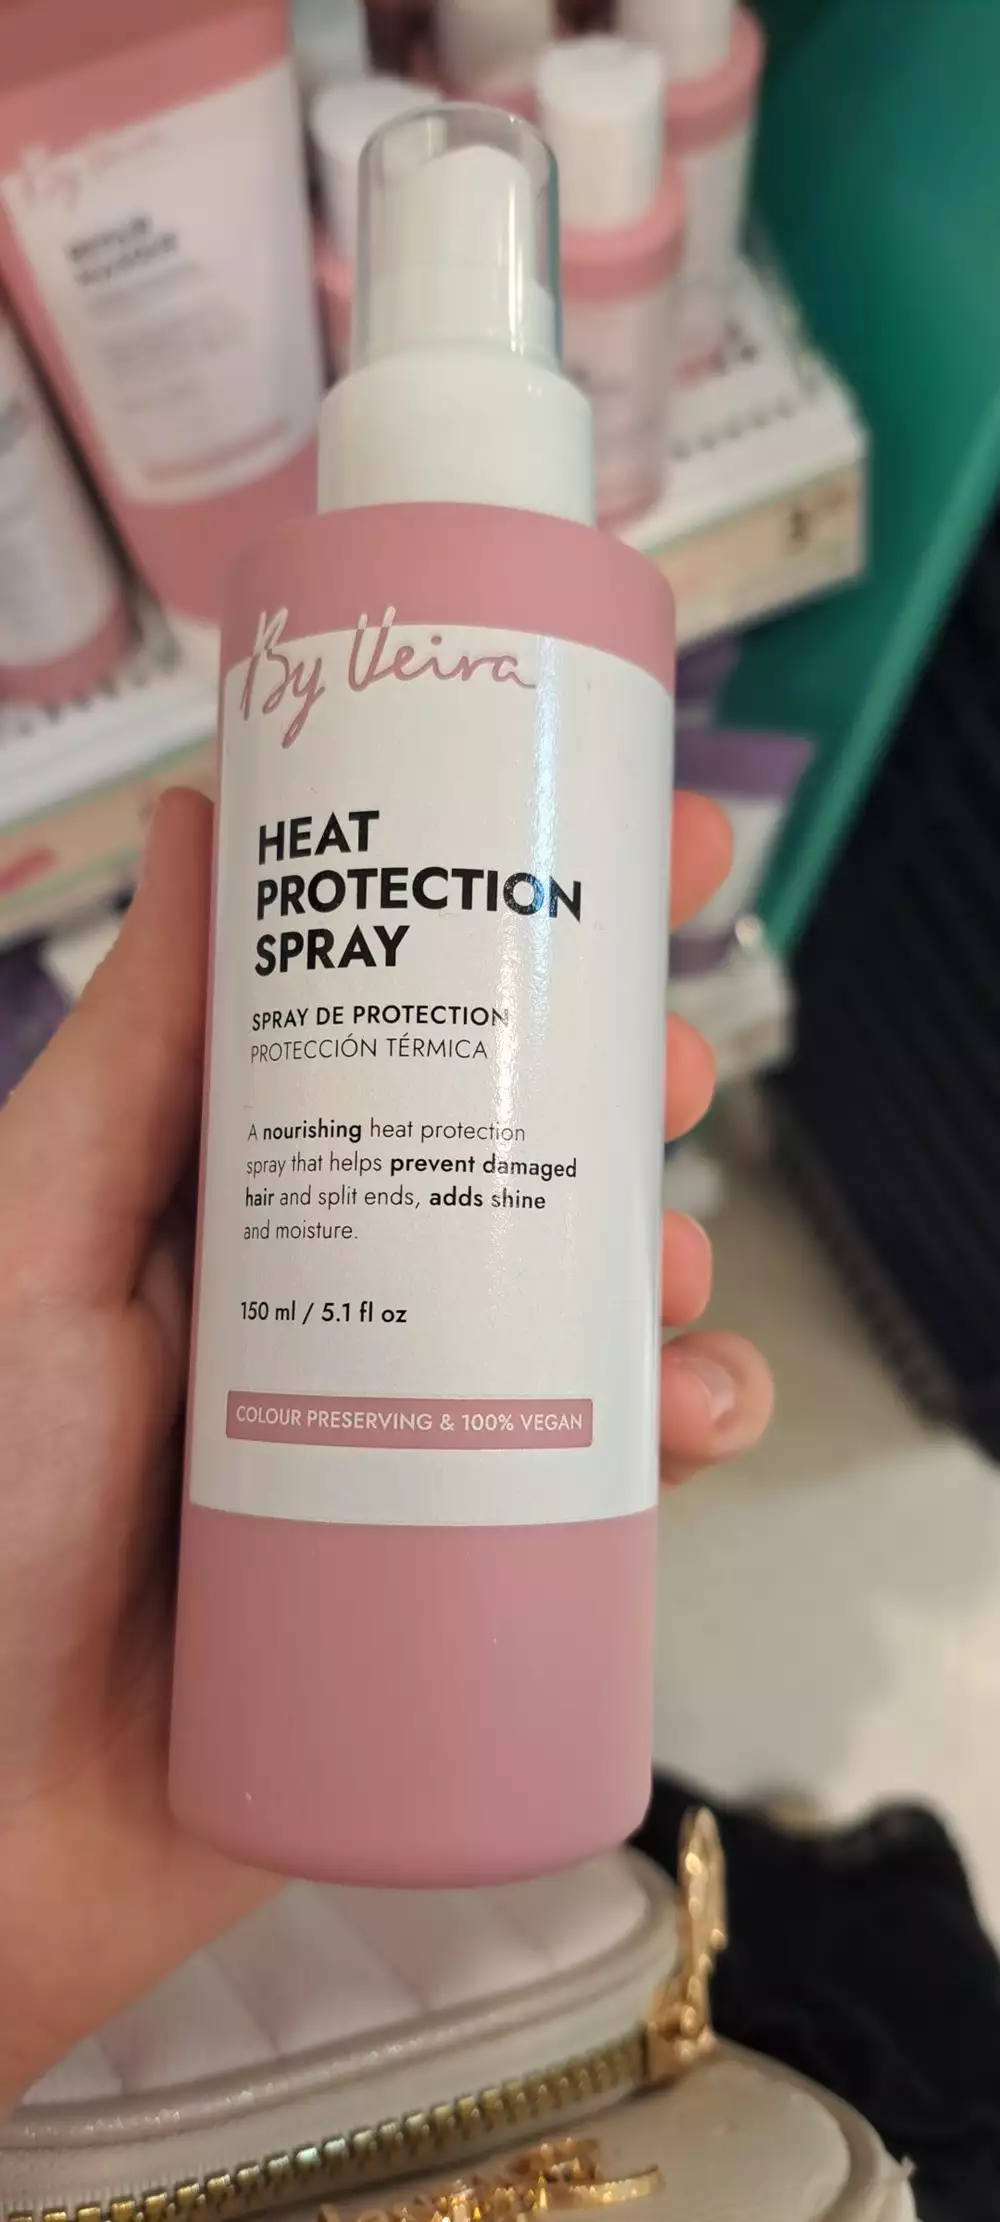 By Veira
HEAT
PROTECTION
SPRAY
SPRAY DE PROTECTION
PROTECCIÓN TÉRMICA
A nourishing heat protection
spray that helps prevent damaged
hair and split ends, adds shine
and moisture.
150 ml / 5.1 fl oz
COLOUR PRESERVING & 100% VEGAN